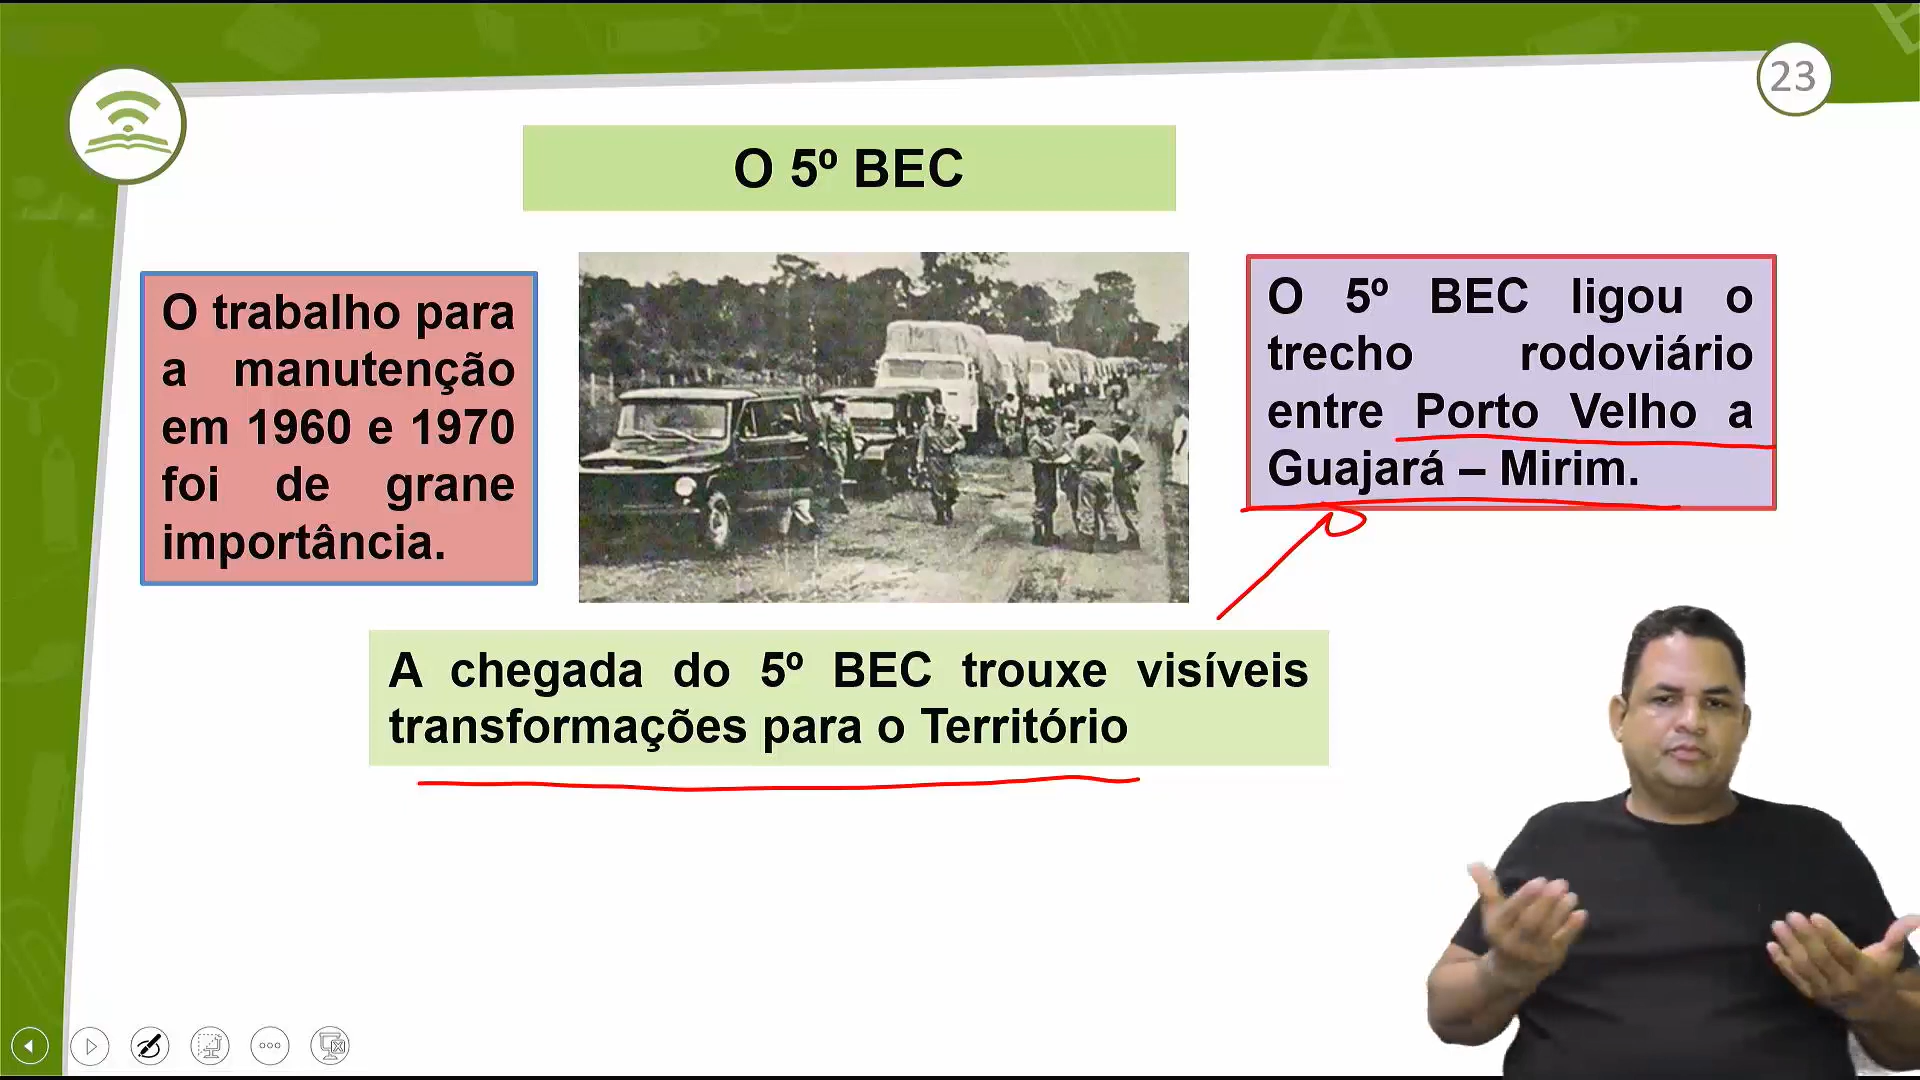 23
O 5º BEC
O trabalho para
a manutenção
em 1960 e 1970
foi de grane
importância.
O 5º BEC ligou o
trecho rodoviário
entre Porto Velho a
Guajará – Mirim.
A chegada do 5º BEC trouxe visíveis
transformações para o Território